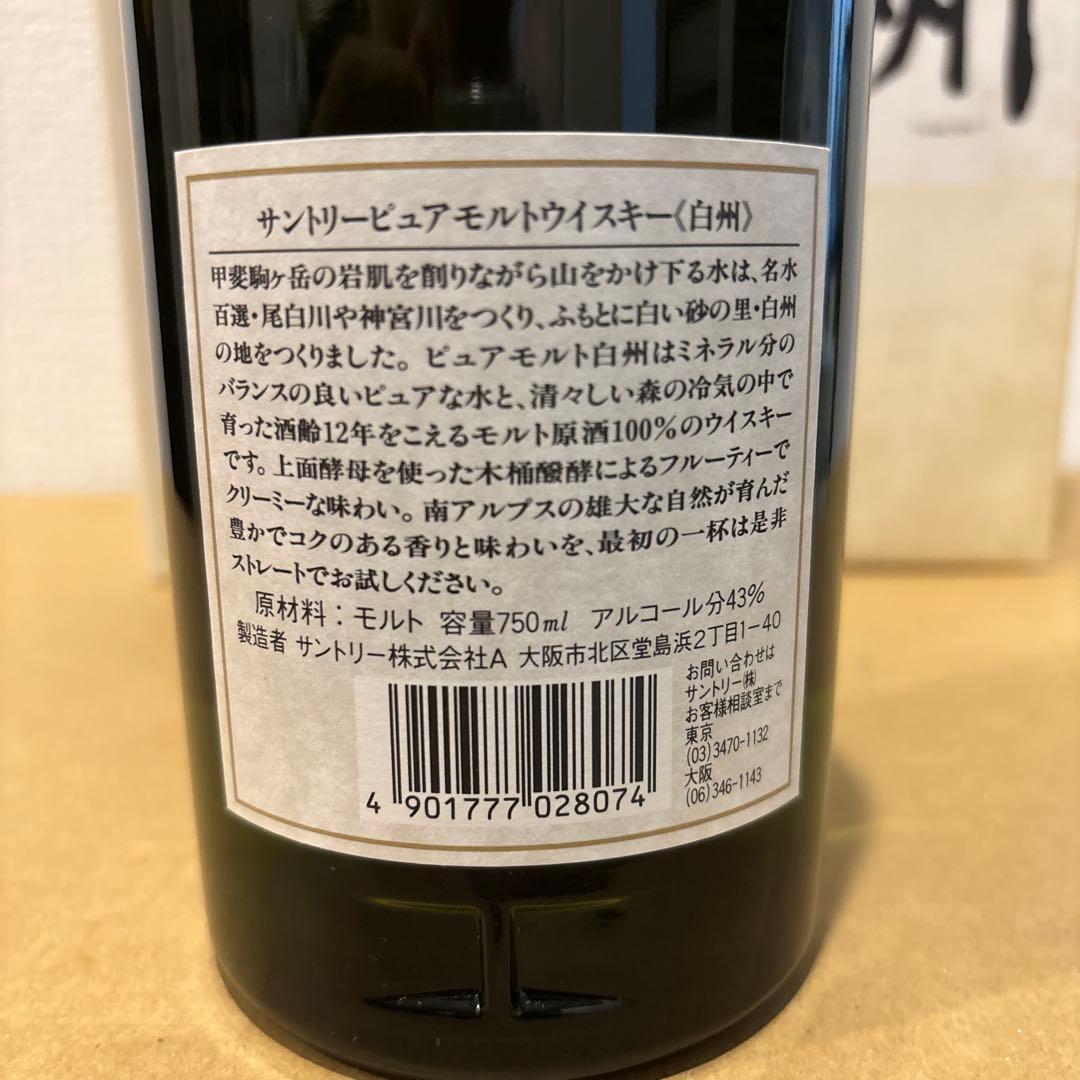 サントリーピュアモルトウイスキー《白州》
甲斐駒ヶ岳の岩肌を削りながら山をかけ下る水は、名水
百選・尾白川や神宮川をつくり、ふもとに白い砂の里・白州
の地をつくりました。ピュアモルト白州はミネラル分の
バランスの良いピュアな水と、清々しい森の冷気の中で
育った酒齢12年をこえるモルト原酒100%のウイスキー
です。上面酵母を使った木桶醗酵によるフルーティーで
クリーミーな味わい。南アルプスの雄大な自然が育んだ
豊かでコクのある香りと味わいを、最初の一杯は是非
ストレートでお試しください。
原材料：モルト 容量750ml アルコール分43%
製造者 サントリー株式会社A 大阪市北区堂島浜2丁目1-40
お問い合わせは
サントリー㈱
お客様相談室まで
東京
(03)3470-1132
大阪
(06)346-1143
4 901777 028074
州